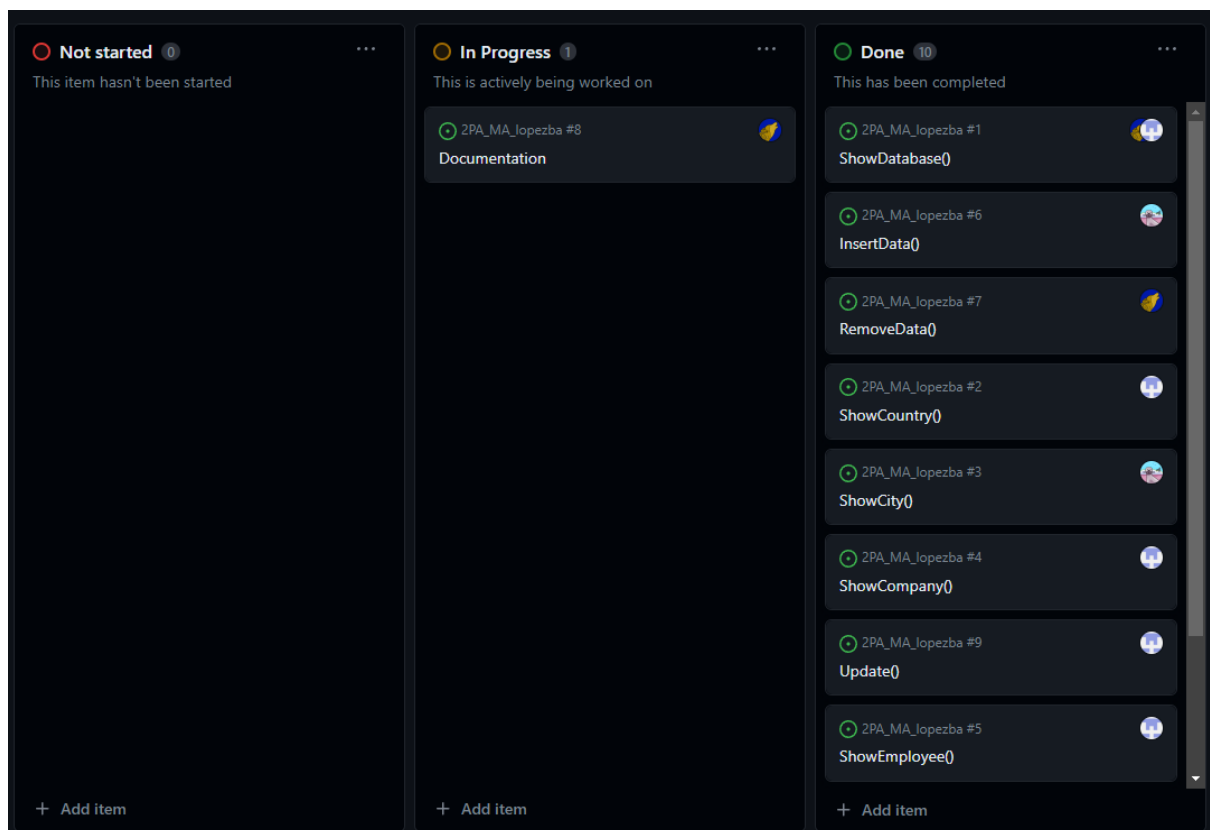 Not started 0 ...
This item hasn't been started
+ Add item
In Progress 1 ...
This is actively being worked on
2PA_MA_lopezba #8
Documentation
+ Add item
Done 10 ...
This has been completed
2PA_MA_lopezba #1
ShowDatabase()
2PA_MA_lopezba #6
InsertData()
2PA_MA_lopezba #7
RemoveData()
2PA_MA_lopezba #2
ShowCountry()
2PA_MA_lopezba #3
ShowCity()
2PA_MA_lopezba #4
ShowCompany()
2PA_MA_lopezba #9
Update()
2PA_MA_lopezba #5
ShowEmployee()
+ Add item